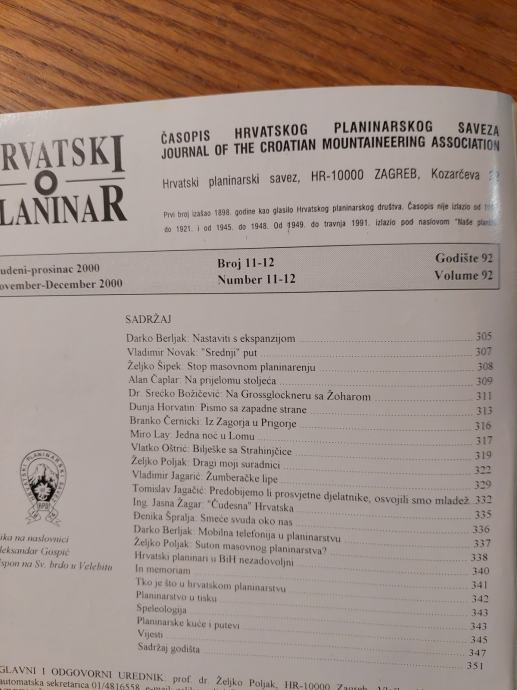 RVATSKI
LANINAR
ČASOPIS HRVATSKOG PLANINARSKOG SAVEZA
JOURNAL OF THE CROATIAN MOUNTAINEERING ASSOCIATION
Hrvatski planinarski savez, HR-10000 ZAGREB, Kozarčeva
Prvi broj izašao 1898. godine kao glasilo Hrvatskog planinarskog društva. Časopis nije izlazio od
do 1921. i od 1945. do 1948. Od 1949. do travnja 1991. izlazio pod naslovom "Naše
udeni-prosinac 2000 Broj 11-12 Godište 92
ovember-December 2000 Number 11-12 Volume 92
SADRŽAJ
Darko Berljak: Nastaviti s ekspanzijom 305
Vladimir Novak: "Srednji" put 307
Željko Šipek: Stop masovnom planinarenju 308
Alan Čaplar: Na prijelomu stoljeća 309
Dr. Srećko Božičević: Na Grossglockneru sa Žoharom 311
Dunja Horvatin: Pismo sa zapadne strane 313
Branko Černicki: Iz Zagorja u Prigorje 316
Miro Lay: Jedna noć u Lomu 317
Vlatko Oštrić: Bilješke sa Strahinjčice 319
Željko Poljak: Dragi moji suradnici 322
Vladimir Jagarić: Žumberačke lipe 329
Tomislav Jagačić: Predobijemo li prosvjetne djelatnike, osvojili smo mladež 332
Ing. Jasna Žagar: "Čudesna" Hrvatska 335
Đenika Špralja: Smeće svuda oko nas 336
Darko Berljak: Mobilna telefonija u planinarstvu 337
Željko Poljak: Suton masovnog planinarstva? 338
Hrvatski planinari u BiH nezadovoljni 340
In memoriam 341
Tko je što u hrvatskom planinarstvu 342
Planinarstvo u tisku 343
Speleologija 343
Planinarske kuće i putevi 345
Vijesti 347
Sadržaj godišta 351
HRVATSKI PLANINARSKI
HPD
ika na naslovnici
leksandar Gospić
spon na Sv. brdo u Velebitu
GLAVNI I ODGOVORNI UREDNIK: prof. dr. Željko Poljak, HR-10000 Zagreb,
automatska sekretarica 01/4816558